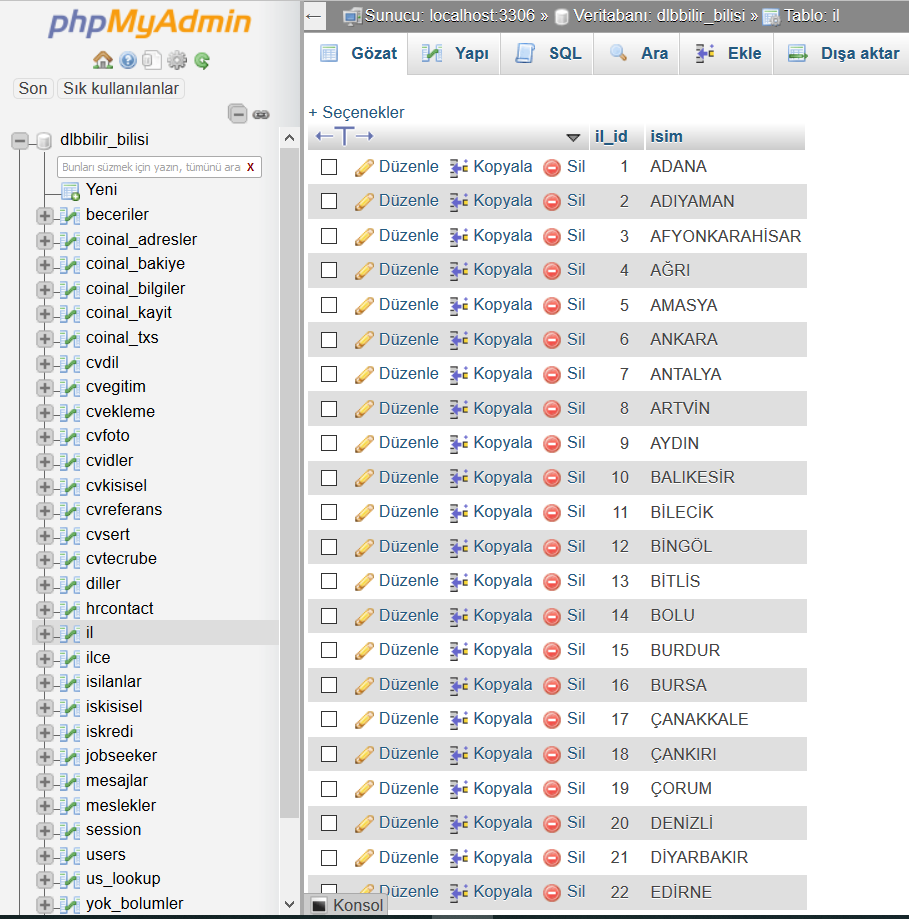 phpMyAdmin
Son Sık kullanılanlar
dlbbilir_bilisi
Bunları süzmek için yazın, tümünü ara X
Yeni
beceriler
coinal_adresler
coinal_bakiye
coinal_bilgiler
coinal_kayit
coinal_txs
cvdil
cvegitim
cvekleme
cvfoto
cvidler
cvkisisel
cvreferans
cvsert
cvtecrube
diller
hrcontact
il
ilce
isilanlar
iskisisel
iskredi
jobseeker
mesajlar
meslekler
session
users
us_lookup
yok_bolumler
Sunucu: localhost:3306 » Veritabanı: dlbbilir_bilisi » Tablo: il
Gözat Yapı SQL Ara Ekle Dışa aktar
+ Seçenekler
←T→ il_id isim
Düzenle Kopyala Sil 1 ADANA
Düzenle Kopyala Sil 2 ADIYAMAN
Düzenle Kopyala Sil 3 AFYONKARAHİSAR
Düzenle Kopyala Sil 4 AĞRI
Düzenle Kopyala Sil 5 AMASYA
Düzenle Kopyala Sil 6 ANKARA
Düzenle Kopyala Sil 7 ANTALYA
Düzenle Kopyala Sil 8 ARTVİN
Düzenle Kopyala Sil 9 AYDIN
Düzenle Kopyala Sil 10 BALIKESİR
Düzenle Kopyala Sil 11 BİLECİK
Düzenle Kopyala Sil 12 BİNGÖL
Düzenle Kopyala Sil 13 BİTLİS
Düzenle Kopyala Sil 14 BOLU
Düzenle Kopyala Sil 15 BURDUR
Düzenle Kopyala Sil 16 BURSA
Düzenle Kopyala Sil 17 ÇANAKKALE
Düzenle Kopyala Sil 18 ÇANKIRI
Düzenle Kopyala Sil 19 ÇORUM
Düzenle Kopyala Sil 20 DENİZLİ
Düzenle Kopyala Sil 21 DİYARBAKIR
Düzenle Kopyala Sil 22 EDİRNE
Konsol